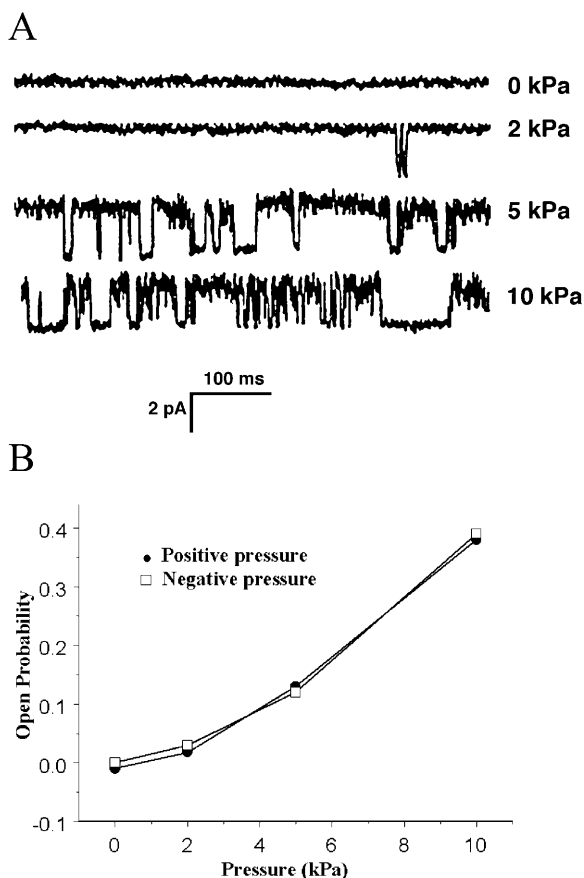 A
0 kPa
2 kPa
5 kPa
10 kPa
100 ms
2 pA
B
0.4
0.3
0.2
0.1
0.0
-0.1
Positive pressure
Negative pressure
Open Probability
0 2 4 6 8 10
Pressure (kPa)